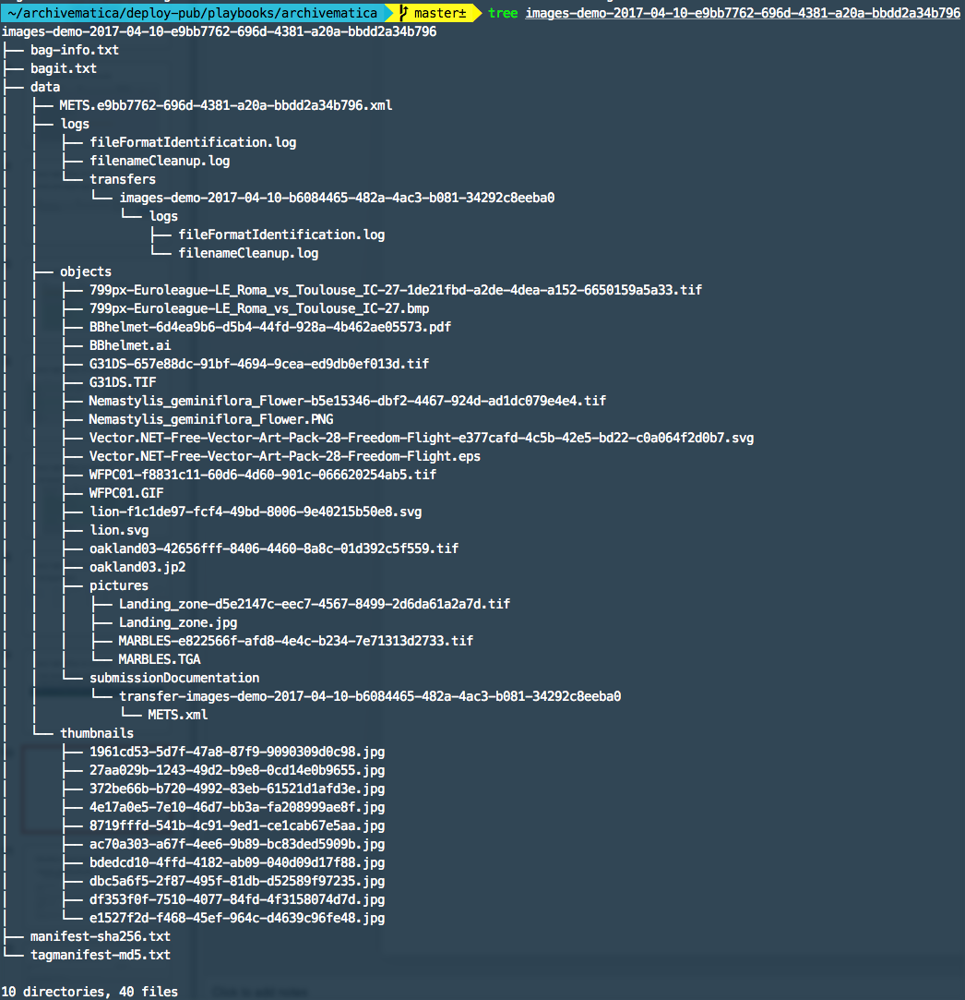 ~/archivematica/deploy-pub/playbooks/archivematica master± tree images-demo-2017-04-10-e9bb7762-696d-4381-a20a-bbdd2a34b796
images-demo-2017-04-10-e9bb7762-696d-4381-a20a-bbdd2a34b796
├── bag-info.txt
├── bagit.txt
├── data
│   ├── METS.e9bb7762-696d-4381-a20a-bbdd2a34b796.xml
│   ├── logs
│   │   ├── fileFormatIdentification.log
│   │   ├── filenameCleanup.log
│   │   └── transfers
│   │       └── images-demo-2017-04-10-b6084465-482a-4ac3-b081-34292c8eeba0
│   │           └── logs
│   │               ├── fileFormatIdentification.log
│   │               └── filenameCleanup.log
│   ├── objects
│   │   ├── 799px-Euroleague-LE_Roma_vs_Toulouse_IC-27-1de21fbd-a2de-4dea-a152-6650159a5a33.tif
│   │   ├── 799px-Euroleague-LE_Roma_vs_Toulouse_IC-27.bmp
│   │   ├── BBhelmet-6d4ea9b6-d5b4-44fd-928a-4b462ae05573.pdf
│   │   ├── BBhelmet.ai
│   │   ├── G31DS-657e88dc-91bf-4694-9cea-ed9db0ef013d.tif
│   │   ├── G31DS.TIF
│   │   ├── Nemastylis_geminiflora_Flower-b5e15346-dbf2-4467-924d-ad1dc079e4e4.tif
│   │   ├── Nemastylis_geminiflora_Flower.PNG
│   │   ├── Vector.NET-Free-Vector-Art-Pack-28-Freedom-Flight-e377cafd-4c5b-42e5-bd22-c0a064f2d0b7.svg
│   │   ├── Vector.NET-Free-Vector-Art-Pack-28-Freedom-Flight.eps
│   │   ├── WFPC01-f8831c11-60d6-4d60-901c-066620254ab5.tif
│   │   ├── WFPC01.GIF
│   │   ├── lion-f1c1de97-fcf4-49bd-8006-9e40215b50e8.svg
│   │   ├── lion.svg
│   │   ├── oakland03-42656fff-8406-4460-8a8c-01d392c5f559.tif
│   │   ├── oakland03.jp2
│   │   ├── pictures
│   │   │   ├── Landing_zone-d5e2147c-eec7-4567-8499-2d6da61a2a7d.tif
│   │   │   ├── Landing_zone.jpg
│   │   │   ├── MARBLES-e822566f-afd8-4e4c-b234-7e71313d2733.tif
│   │   │   └── MARBLES.TGA
│   │   └── submissionDocumentation
│   │       └── transfer-images-demo-2017-04-10-b6084465-482a-4ac3-b081-34292c8eeba0
│   │           └── METS.xml
│   └── thumbnails
│       ├── 1961cd53-5d7f-47a8-87f9-9090309d0c98.jpg
│       ├── 27aa029b-1243-49d2-b9e8-0cd14e0b9655.jpg
│       ├── 372be66b-b720-4992-83eb-61521d1afd3e.jpg
│       ├── 4e17a0e5-7e10-46d7-bb3a-fa208999ae8f.jpg
│       ├── 8719fffd-541b-4c91-9ed1-ce1cab67e5aa.jpg
│       ├── ac70a303-a67f-4ee6-9b89-bc83ded5909b.jpg
│       ├── bdedcd10-4ffd-4182-ab09-040d09d17f88.jpg
│       ├── dbc5a6f5-2f87-495f-81db-d52589f97235.jpg
│       ├── df353f0f-7510-4077-84fd-4f3158074d7d.jpg
│       └── e1527f2d-f468-45ef-964c-d4639c96fe48.jpg
├── manifest-sha256.txt
└── tagmanifest-md5.txt
10 directories, 40 files